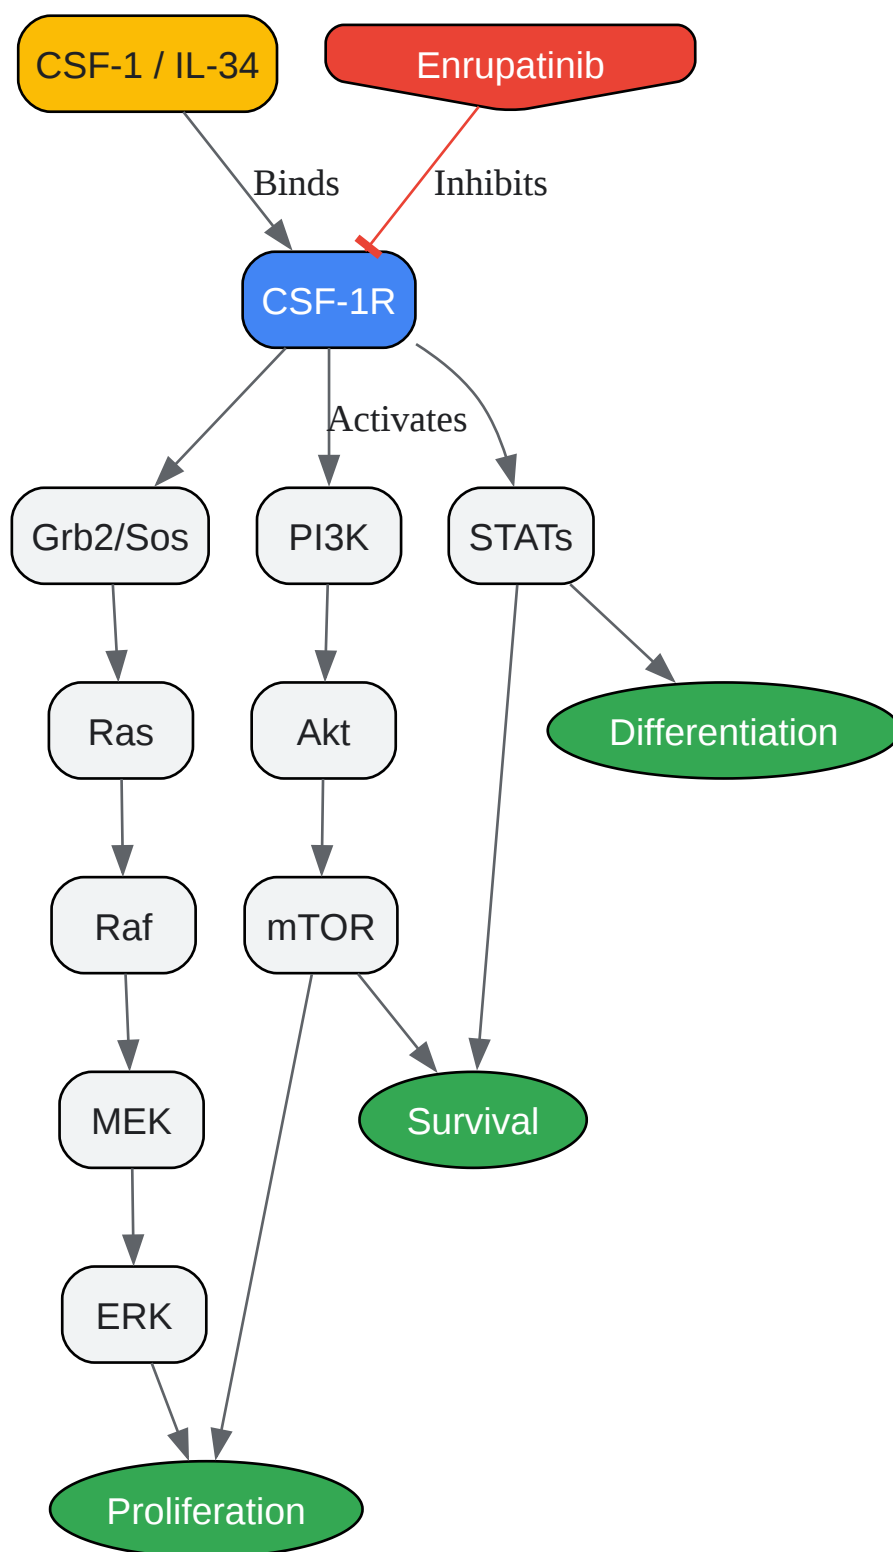 CSF-1 / IL-34
Enrupatinib
Binds
Inhibits
CSF-1R
Activates
Grb2/Sos
PI3K
STATs
Ras
Akt
Differentiation
Raf
mTOR
MEK
Survival
ERK
Proliferation